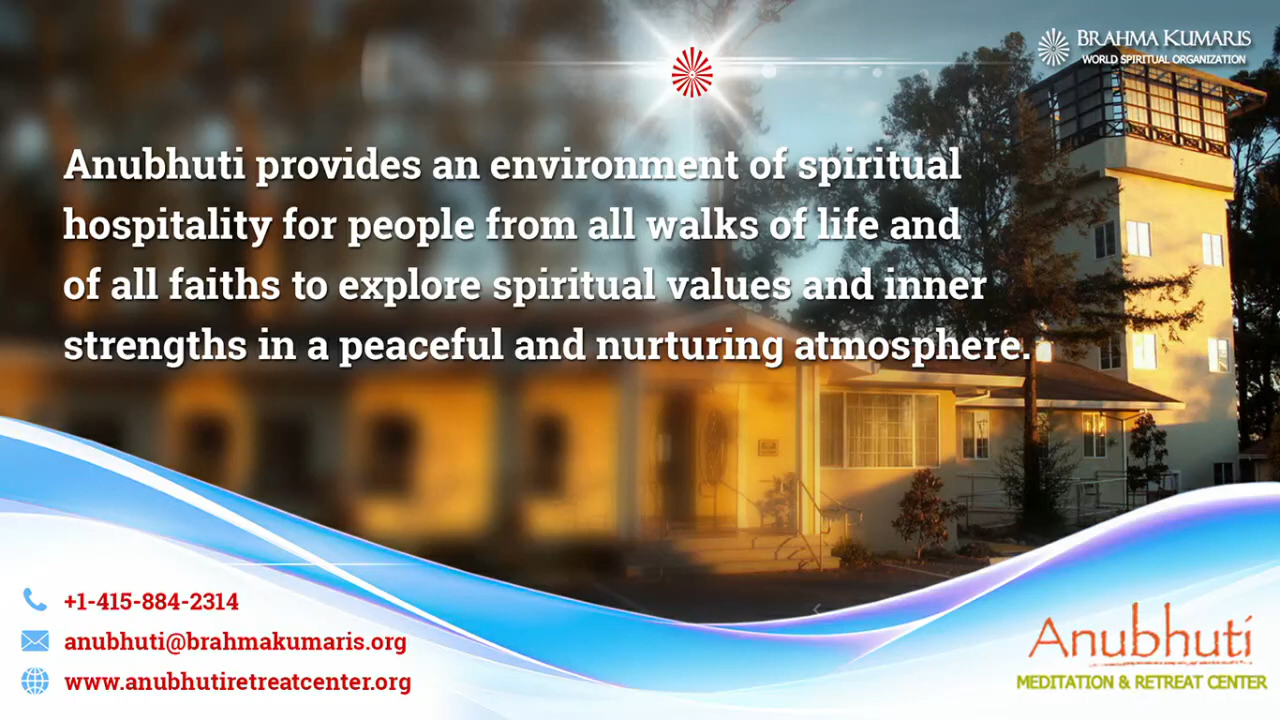 BRAHMA KUMARIS
WORLD SPIRITUAL ORGANIZATION
Anubhuti provides an environment of spiritual
hospitality for people from all walks of life and
of all faiths to explore spiritual values and inner
strengths in a peaceful and nurturing atmosphere.
+1-415-884-2314
anubhuti@brahmakumaris.org
www.anubhutiretreatcenter.org
Anubhuti
MEDITATION & RETREAT CENTER